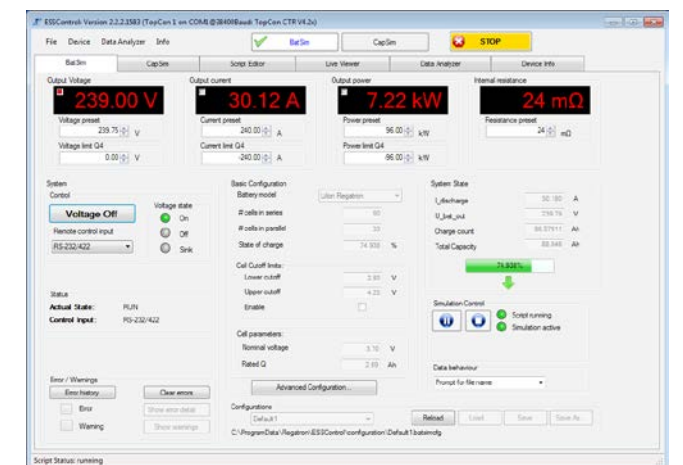 ESSControl: Version 2.2.2.1583 (TopCon 1 on COM1 @38400Baud: TopCon CTR V4.2x)
File Device Data Analyzer Info
BatSim CapSim STOP
BatSim CapSim Script Editor Live Viewer Data Analyzer Device Info
Output Voltage Output current Output power Internal resistance
239.00 V 30.12 A 7.22 kW 24 mΩ
Voltage preset Current preset Power preset Resistance preset
239.75 V 240.00 A 96.00 kW 24 mΩ
Voltage limit Q4 Current limit Q4 Power limit Q4
0.00 V -240.00 A -96.00 kW
System Basic Configuration System State
Control Battery model LiIon Regatron I_discharge A
Voltage Off Voltage state
On # cells in series U_bat_out V
Remote control input Off # cells in parallel Charge count Ah
RS-232/422 Sink State of charge 74.938 % Total Capacity Ah
Cell Cutoff limits: 74.938%
Lower cutoff V
Status Upper cutoff V Simulation Control
Actual State: RUN Enable Script running
Control Input: RS-232/422 Simulation active
Cell parameters:
Nominal voltage V
Rated Q Ah Data behaviour
Error / Warnings Prompt for file name
Error history Clear errors Advanced Configuration...
Error Show error detail Configurations
Default1 Reload Load Save Save As
Warning Show warnings C:\ProgramData\Regatron\ESSControl\configuration\Default1.batsimcfg
Script Status: running